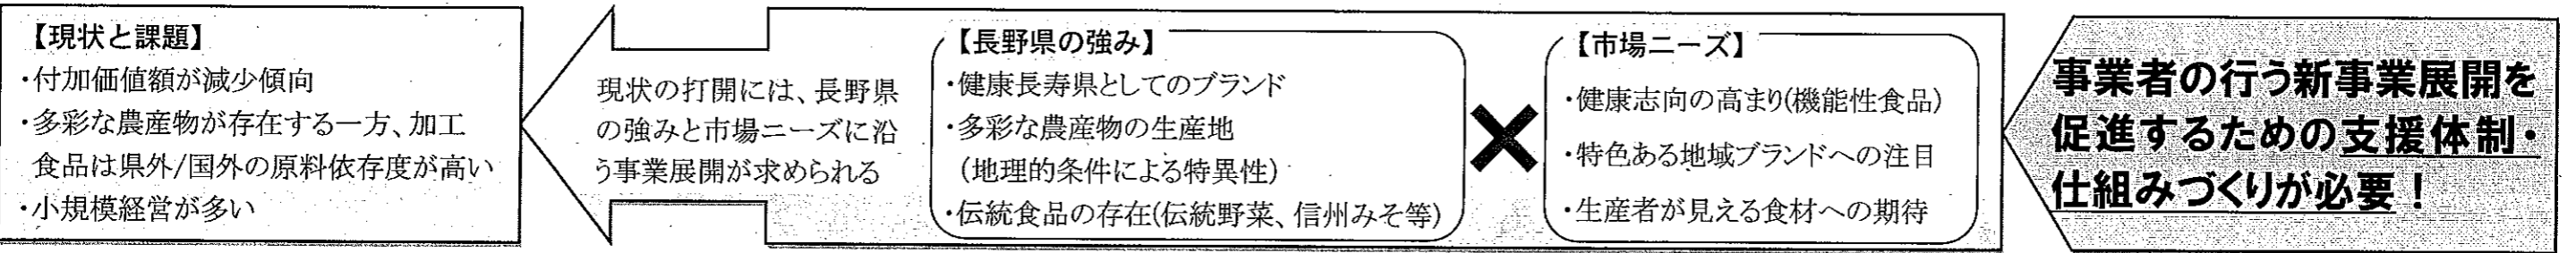 【現状と課題】
・付加価値額が減少傾向
・多彩な農産物が存在する一方、加工
食品は県外/国外の原料依存度が高い
・小規模経営が多い
現状の打開には、長野県
の強みと市場ニーズに沿
う事業展開が求められる
【長野県の強み】
・健康長寿県としてのブランド
・多彩な農産物の生産地
（地理的条件による特異性）
・伝統食品の存在(伝統野菜、信州みそ等)
【市場ニーズ】
・健康志向の高まり(機能性食品)
・特色ある地域ブランドへの注目
・生産者が見える食材への期待
事業者の行う新事業展開を
促進するための支援体制・
仕組みづくりが必要！